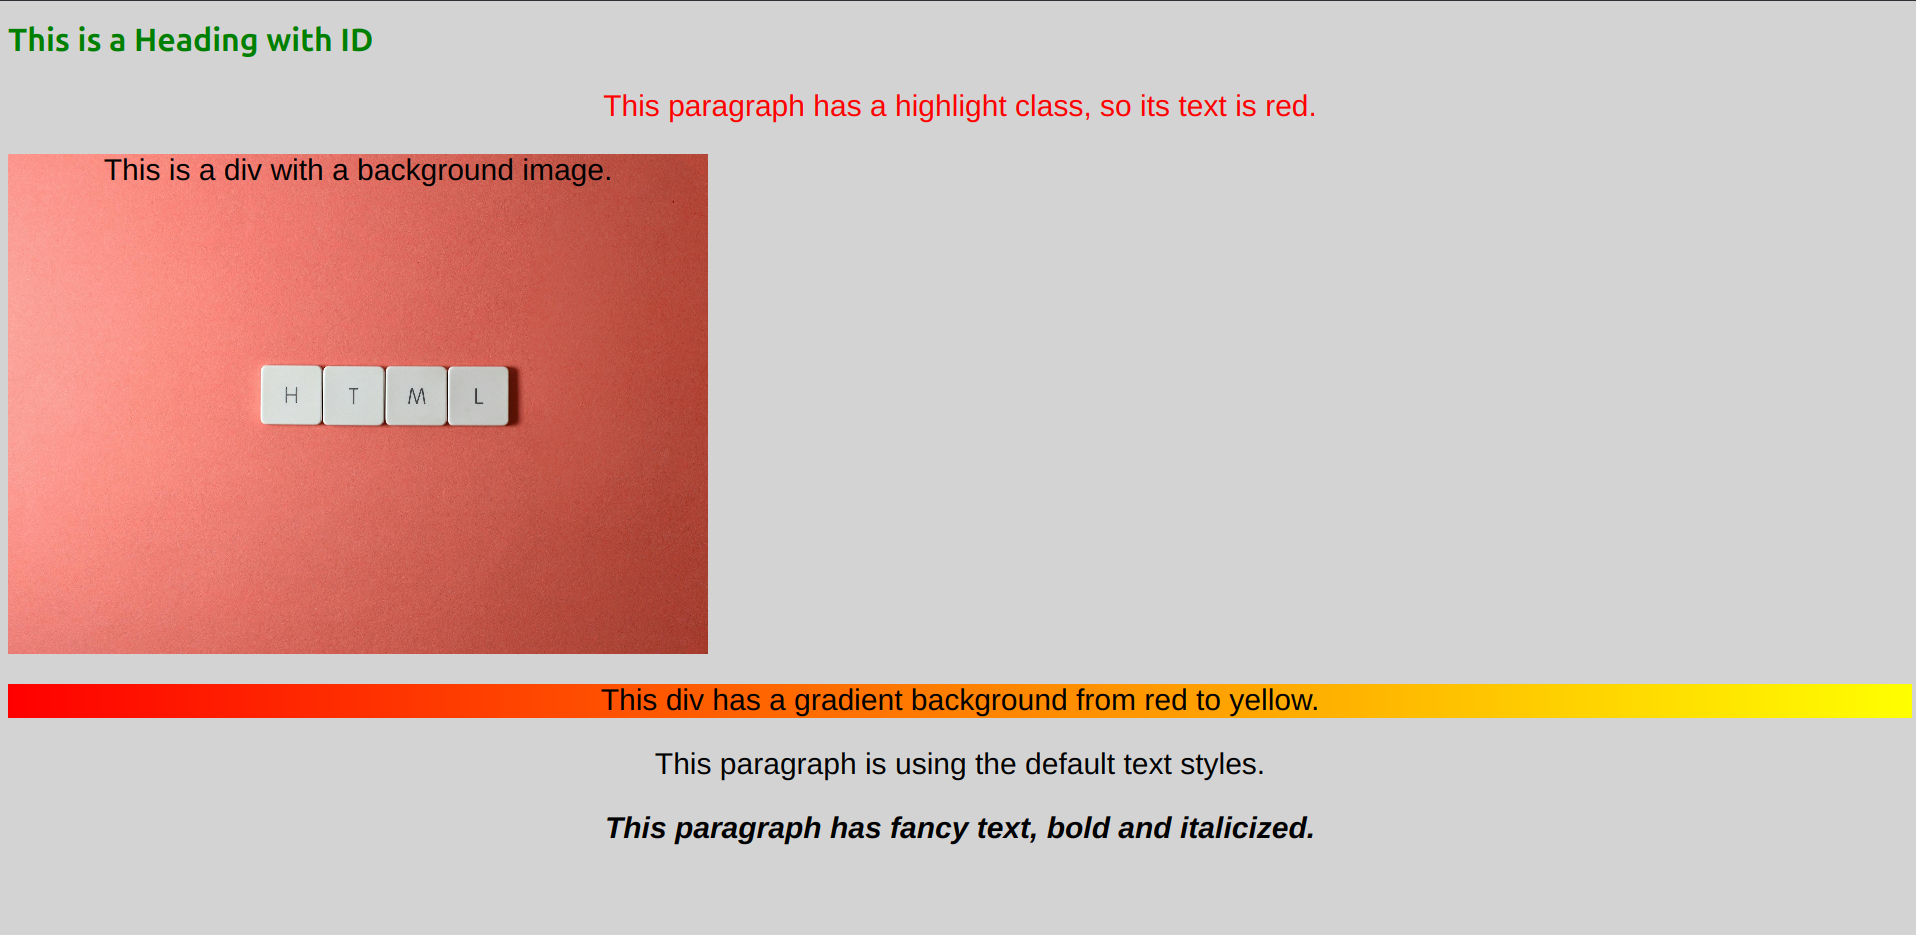 This is a Heading with ID
This paragraph has a highlight class, so its text is red.
This is a div with a background image.
H T M L
This div has a gradient background from red to yellow.
This paragraph is using the default text styles.
This paragraph has fancy text, bold and italicized.